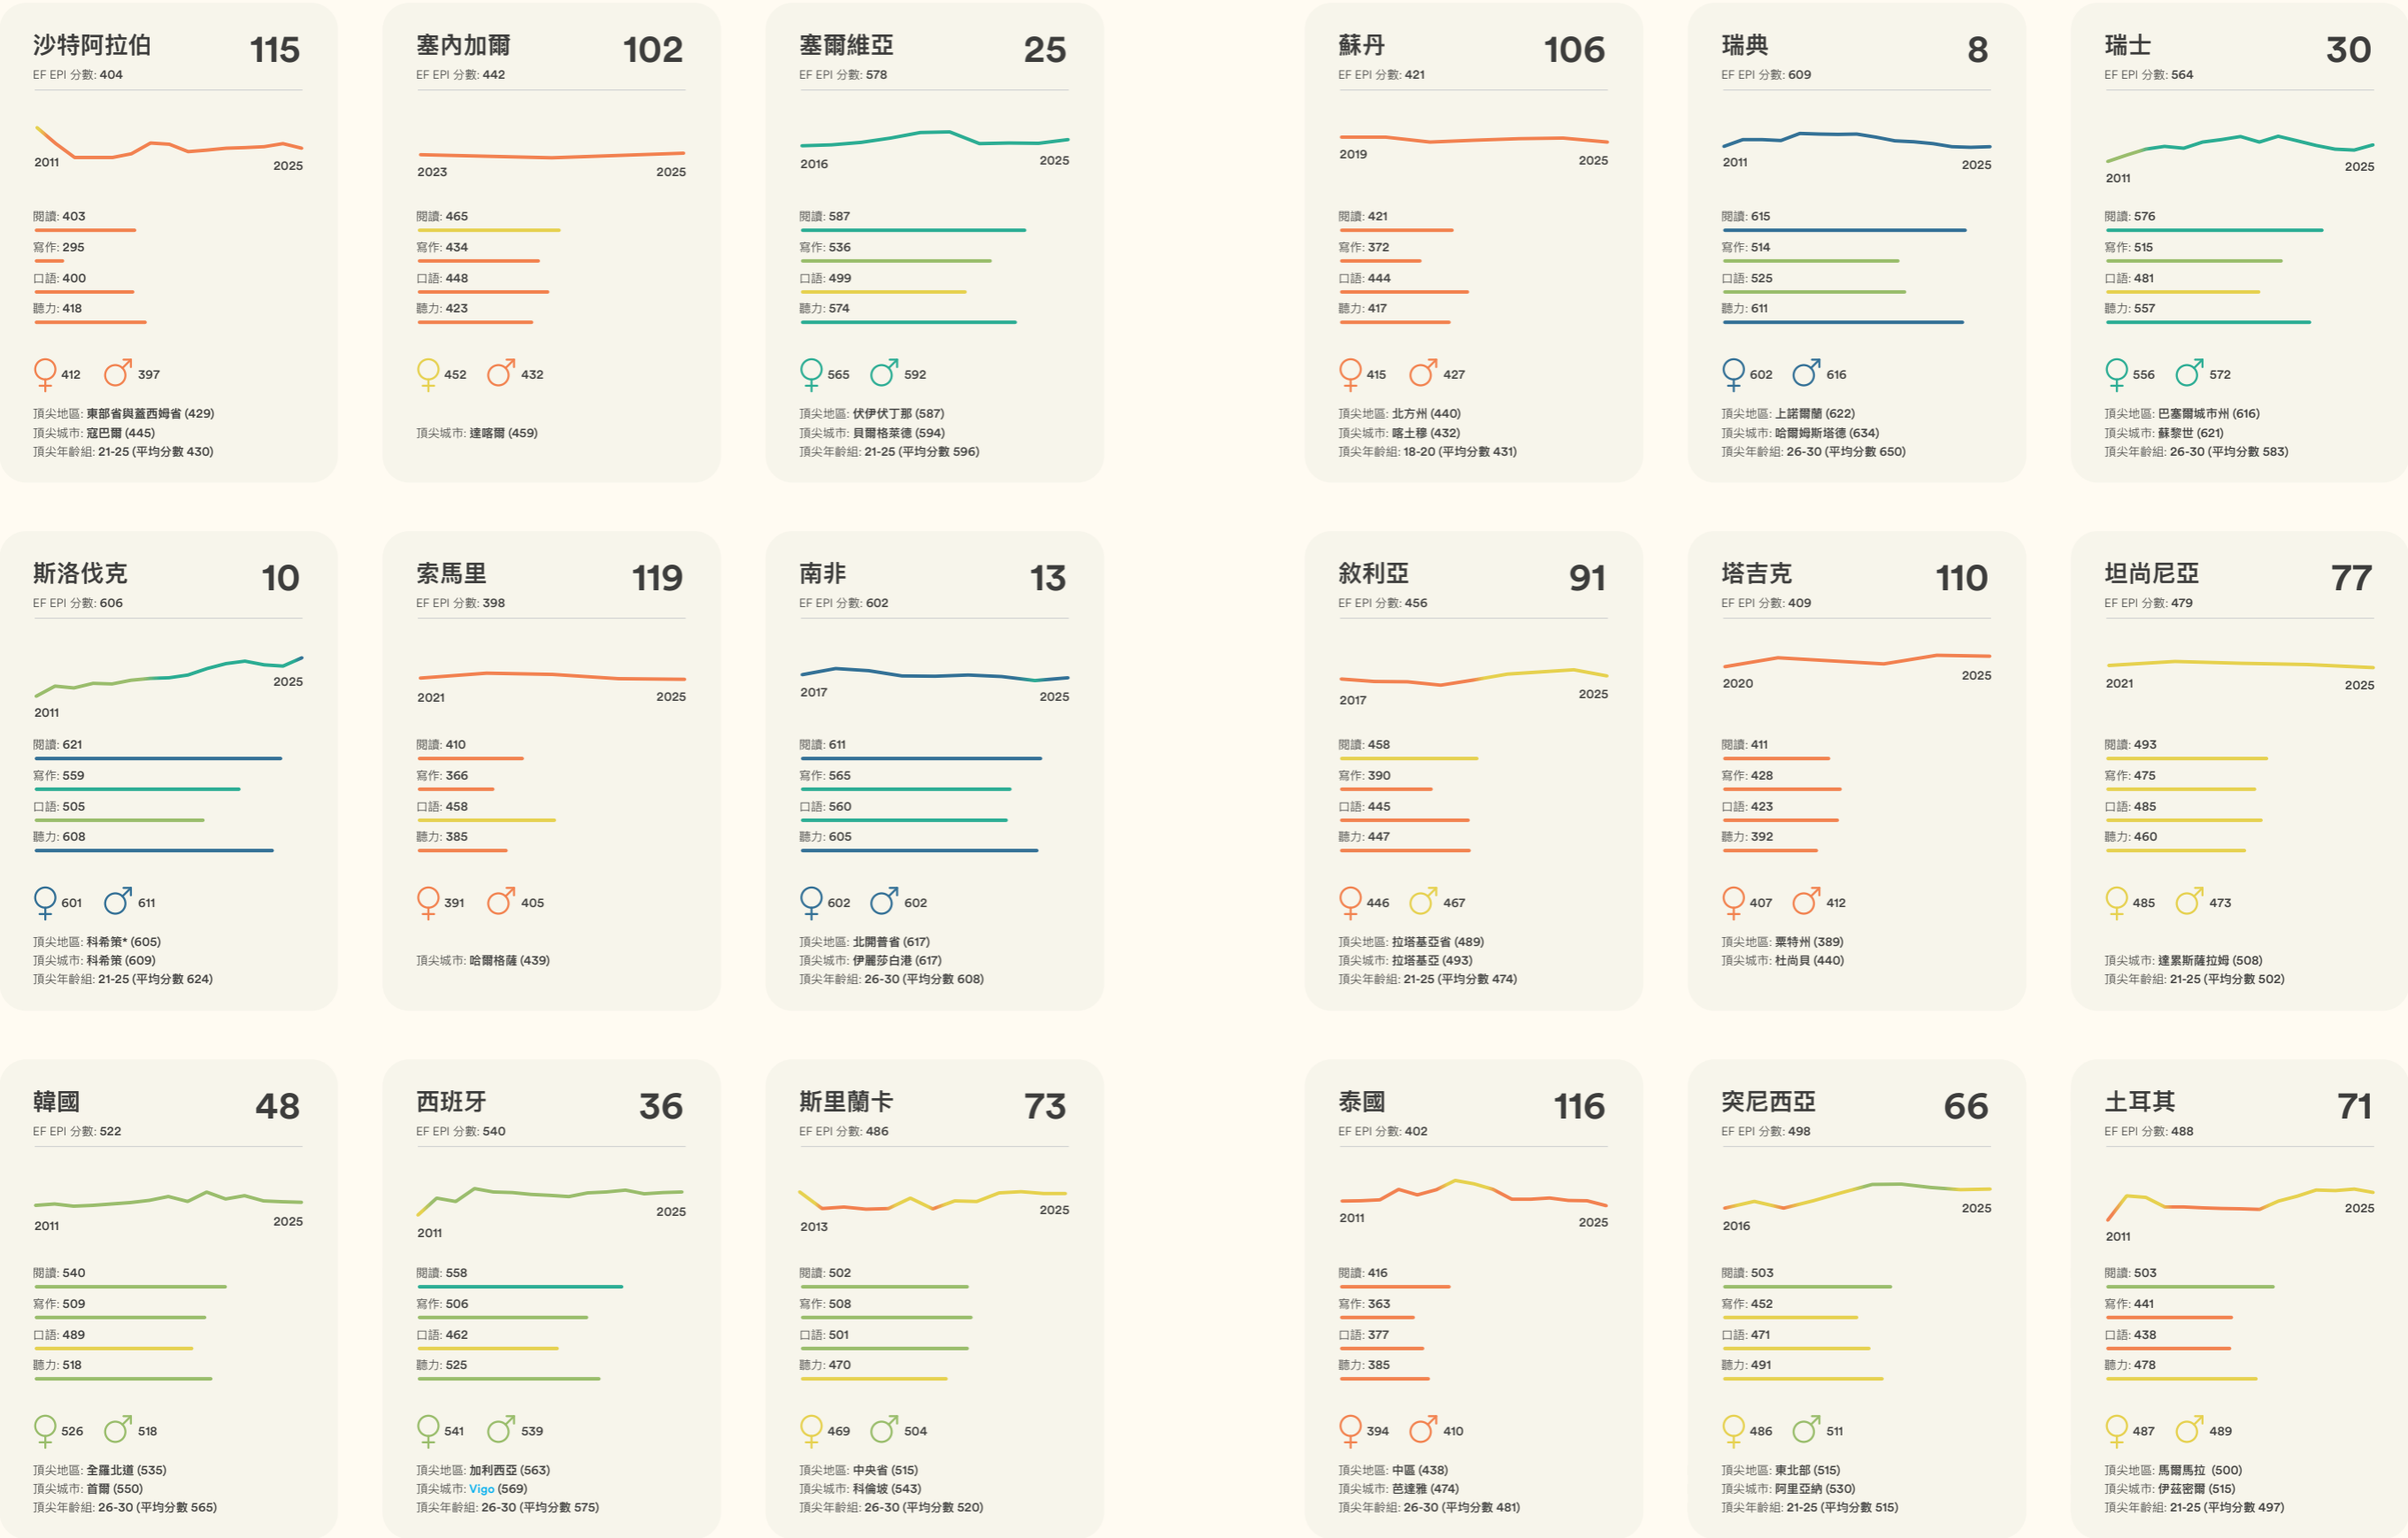 沙特阿拉伯 115
EF EPI 分數: 404
2011 2025
閱讀: 403
寫作: 295
口語: 400
聽力: 418
412 397
頂尖地區: 東部省與蓋西姆省 (429)
頂尖城市: 寇巴爾 (445)
頂尖年齡組: 21-25 (平均分數 430)
塞內加爾 102
EF EPI 分數: 442
2023 2025
閱讀: 465
寫作: 434
口語: 448
聽力: 423
452 432
頂尖城市: 達喀爾 (459)
塞爾維亞 25
EF EPI 分數: 578
2016 2025
閱讀: 587
寫作: 536
口語: 499
聽力: 574
565 592
頂尖地區: 伏伊伏丁那 (587)
頂尖城市: 貝爾格萊德 (594)
頂尖年齡組: 21-25 (平均分數 596)
蘇丹 106
EF EPI 分數: 421
2019 2025
閱讀: 421
寫作: 372
口語: 444
聽力: 417
415 427
頂尖地區: 北方州 (440)
頂尖城市: 喀土穆 (432)
頂尖年齡組: 18-20 (平均分數 431)
瑞典 8
EF EPI 分數: 609
2011 2025
閱讀: 615
寫作: 514
口語: 525
聽力: 611
602 616
頂尖地區: 上諾爾蘭 (622)
頂尖城市: 哈爾姆斯塔德 (634)
頂尖年齡組: 26-30 (平均分數 650)
瑞士 30
EF EPI 分數: 564
2011 2025
閱讀: 576
寫作: 515
口語: 481
聽力: 557
556 572
頂尖地區: 巴塞爾城市州 (616)
頂尖城市: 蘇黎世 (621)
頂尖年齡組: 26-30 (平均分數 583)
斯洛伐克 10
EF EPI 分數: 606
2011 2025
閱讀: 621
寫作: 559
口語: 505
聽力: 608
601 611
頂尖地區: 科希策* (605)
頂尖城市: 科希策 (609)
頂尖年齡組: 21-25 (平均分數 624)
索馬里 119
EF EPI 分數: 398
2021 2025
閱讀: 410
寫作: 366
口語: 458
聽力: 385
391 405
頂尖城市: 哈爾格薩 (439)
南非 13
EF EPI 分數: 602
2017 2025
閱讀: 611
寫作: 565
口語: 560
聽力: 605
602 602
頂尖地區: 北開普省 (617)
頂尖城市: 伊麗莎白港 (617)
頂尖年齡組: 26-30 (平均分數 608)
敘利亞 91
EF EPI 分數: 456
2017 2025
閱讀: 458
寫作: 390
口語: 445
聽力: 447
446 467
頂尖地區: 拉塔基亞省 (489)
頂尖城市: 拉塔基亞 (493)
頂尖年齡組: 21-25 (平均分數 474)
塔吉克 110
EF EPI 分數: 409
2020 2025
閱讀: 411
寫作: 428
口語: 423
聽力: 392
407 412
頂尖地區: 粟特州 (389)
頂尖城市: 杜尚貝 (440)
坦尚尼亞 77
EF EPI 分數: 479
2021 2025
閱讀: 493
寫作: 475
口語: 485
聽力: 460
485 473
頂尖城市: 達累斯薩拉姆 (508)
頂尖年齡組: 21-25 (平均分數 502)
韓國 48
EF EPI 分數: 522
2011 2025
閱讀: 540
寫作: 509
口語: 489
聽力: 518
526 518
頂尖地區: 全羅北道 (535)
頂尖城市: 首爾 (550)
頂尖年齡組: 26-30 (平均分數 565)
西班牙 36
EF EPI 分數: 540
2011 2025
閱讀: 558
寫作: 506
口語: 462
聽力: 525
541 539
頂尖地區: 加利西亞 (563)
頂尖城市: Vigo (569)
頂尖年齡組: 26-30 (平均分數 575)
斯里蘭卡 73
EF EPI 分數: 486
2013 2025
閱讀: 502
寫作: 508
口語: 501
聽力: 470
469 504
頂尖地區: 中央省 (515)
頂尖城市: 科倫坡 (543)
頂尖年齡組: 26-30 (平均分數 520)
泰國 116
EF EPI 分數: 402
2011 2025
閱讀: 416
寫作: 363
口語: 377
聽力: 385
394 410
頂尖地區: 中區 (438)
頂尖城市: 芭達雅 (474)
頂尖年齡組: 26-30 (平均分數 481)
突尼西亞 66
EF EPI 分數: 498
2016 2025
閱讀: 503
寫作: 452
口語: 471
聽力: 491
486 511
頂尖地區: 東北部 (515)
頂尖城市: 阿里亞納 (530)
頂尖年齡組: 21-25 (平均分數 515)
土耳其 71
EF EPI 分數: 488
2011 2025
閱讀: 503
寫作: 441
口語: 438
聽力: 478
487 489
頂尖地區: 馬爾馬拉 (500)
頂尖城市: 伊茲密爾 (515)
頂尖年齡組: 21-25 (平均分數 497)